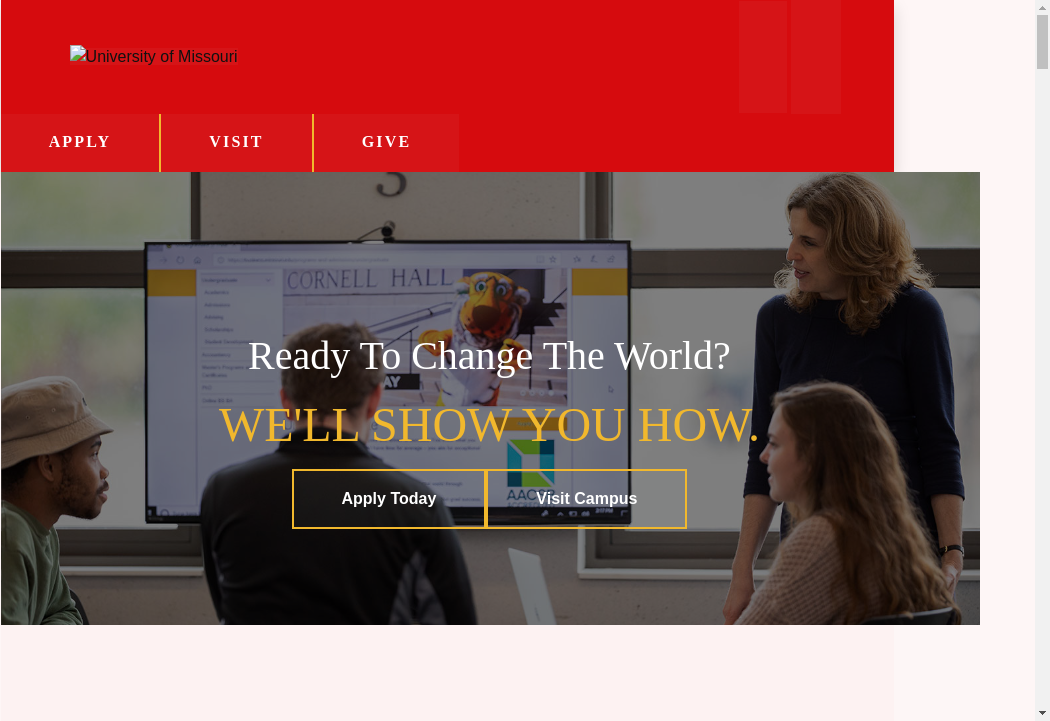 University of Missouri
APPLY
VISIT
GIVE
CORNELL HALL
Ready To Change The World?
WE'LL SHOW YOU HOW.
Apply Today
Visit Campus